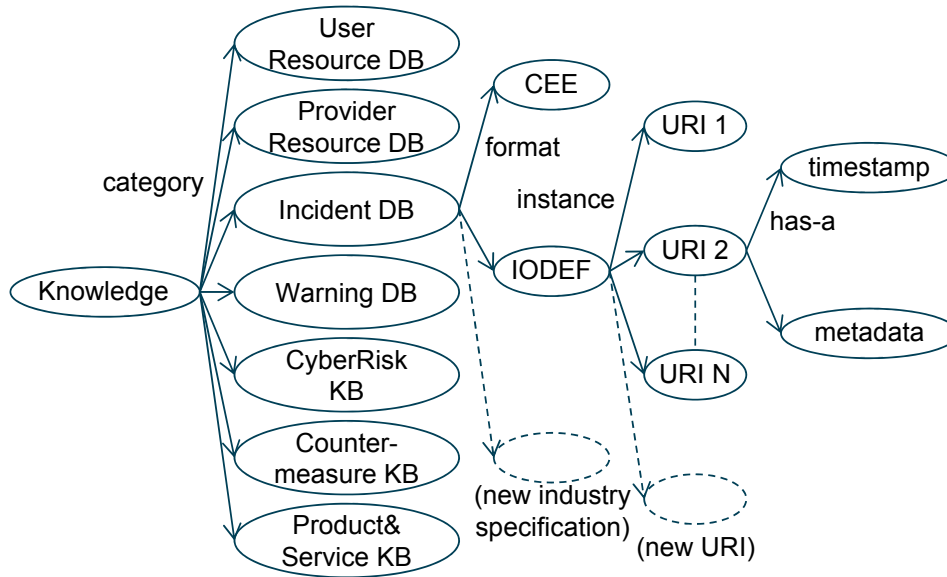 User
Resource DB
Provider
Resource DB
category
Incident DB
Knowledge
Warning DB
CyberRisk
KB
Counter-
measure KB
Product&
Service KB
CEE
format
instance
IODEF
(new industry
specification)
URI 1
URI 2
URI N
(new URI)
has-a
timestamp
metadata